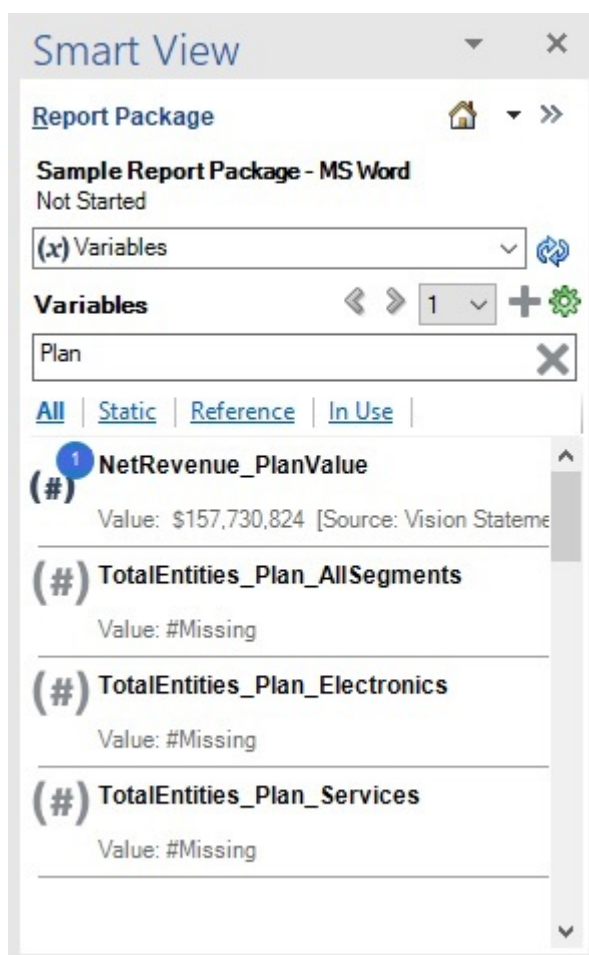 Smart View
Report Package
Sample Report Package - MS Word
Not Started
(x) Variables
Variables 1
Plan
All | Static | Reference | In Use |
1
(#) NetRevenue_PlanValue
Value: $157,730,824 [Source: Vision Stateme
(#) TotalEntities_Plan_AllSegments
Value: #Missing
(#) TotalEntities_Plan_Electronics
Value: #Missing
(#) TotalEntities_Plan_Services
Value: #Missing